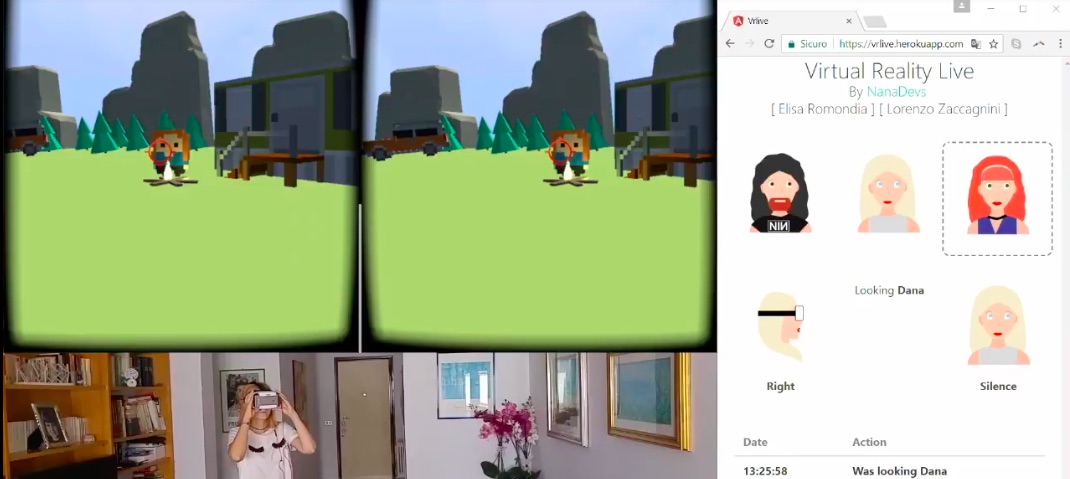 Vrlive
Sicuro
https://vrlive.herokuapp.com
Virtual Reality Live
By NanaDevs
[ Elisa Romondia ] [ Lorenzo Zaccagnini ]
NIN
Looking Dana
Right
Silence
Date Action
13:25:58 Was looking Dana